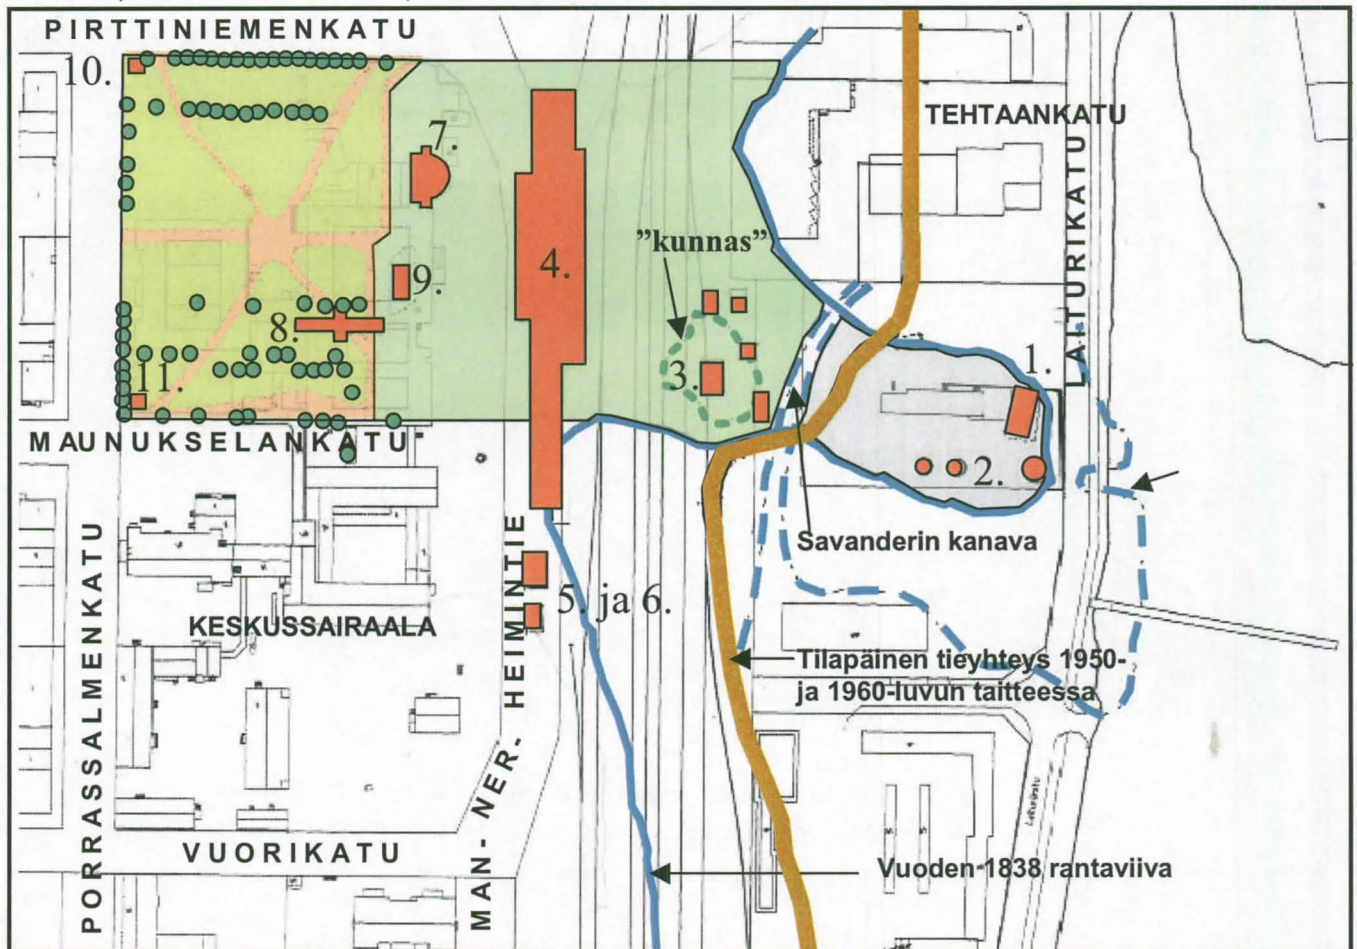 PIRTTINIEMENKATU
10.
TEHTAANKATU
7.
LAITURIKATU
"kunnas"
4.
9.
8.
3.
1.
11.
MAUNUKSELANKATU
2.
Savanderin kanava
MAN- NER- HEIMINTIE
5. ja 6.
PORRASSALMENKATU
KESKUSSAIRAALA
Tilapäinen tieyhteys 1950-
ja 1960-luvun taitteessa
VUORIKATU
Vuoden 1838 rantaviiva